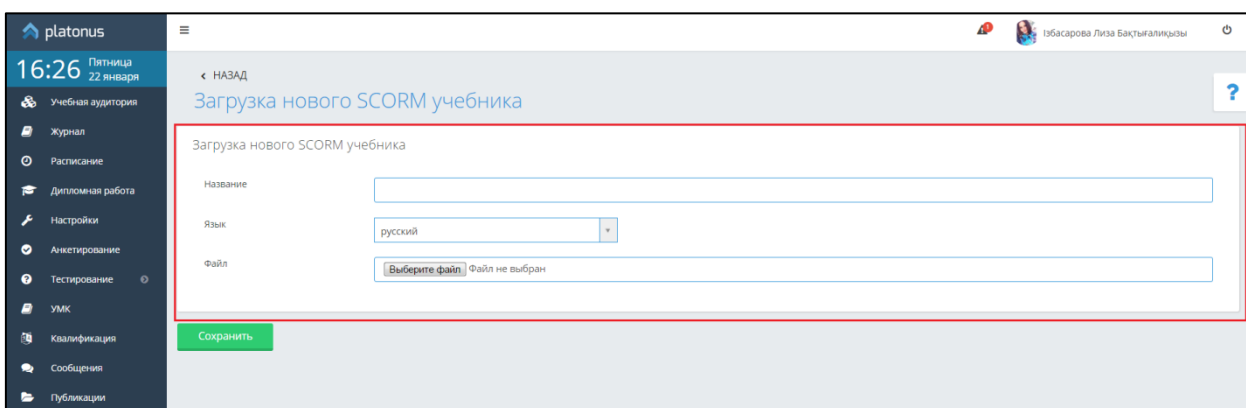 platonus
Ізбасарова Лиза Бақтығалиқызы
16:26 Пятница
22 января
НАЗАД
Загрузка нового SCORM учебника
?
Учебная аудитория
Журнал
Расписание
Дипломная работа
Настройки
Анкетирование
Тестирование
УМК
Квалификация
Сообщения
Публикации
Загрузка нового SCORM учебника
Название
Язык
русский
Файл
Выберите файл Файл не выбран
Сохранить